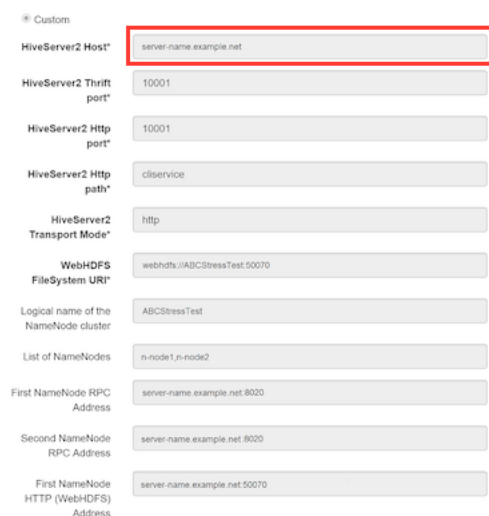 Custom
HiveServer2 Host*
server-name.example.net
HiveServer2 Thrift
port*
10001
HiveServer2 Http
port*
10001
HiveServer2 Http
path*
cliservice
HiveServer2
Transport Mode*
http
WebHDFS
FileSystem URI*
webhdfs://ABCStressTest:50070
Logical name of the
NameNode cluster
ABCStressTest
List of NameNodes
n-node1,n-node2
First NameNode RPC
Address
server-name.example.net:8020
Second NameNode
RPC Address
server-name.example.net:8020
First NameNode
HTTP (WebHDFS)
Address
server-name.example.net:50070